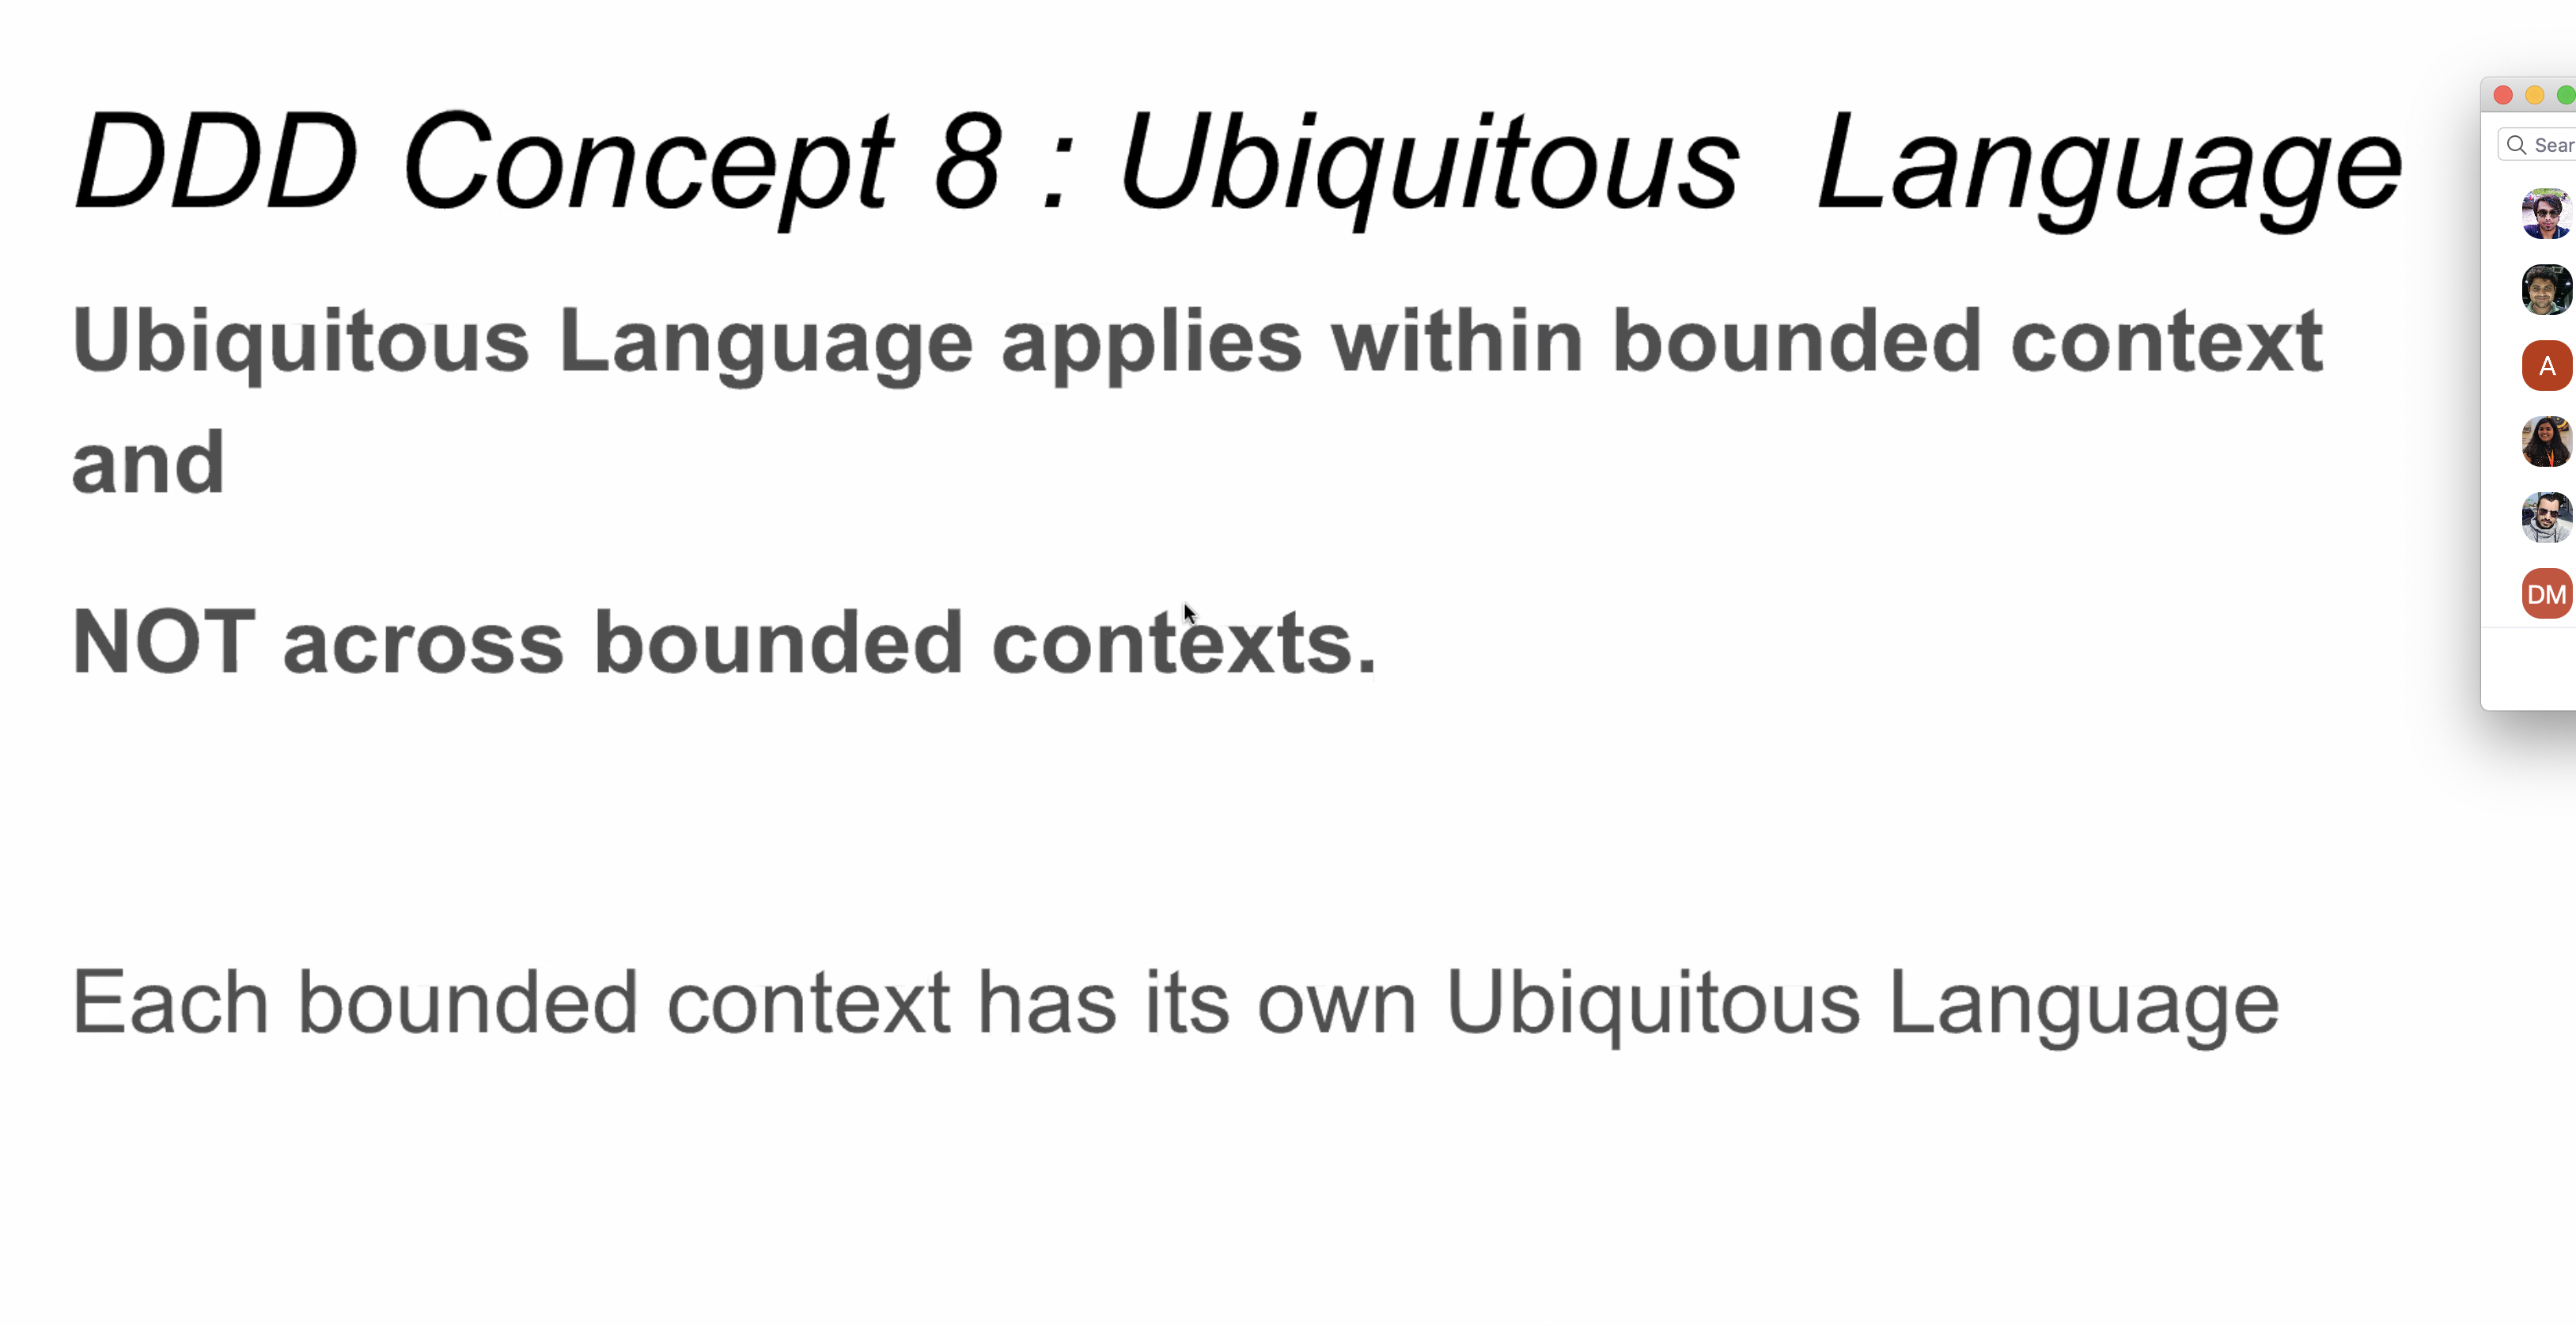 DDD Concept 8 : Ubiquitous Language
Ubiquitous Language applies within bounded context
and
NOT across bounded contexts.
Each bounded context has its own Ubiquitous Language
Sear
A
DM